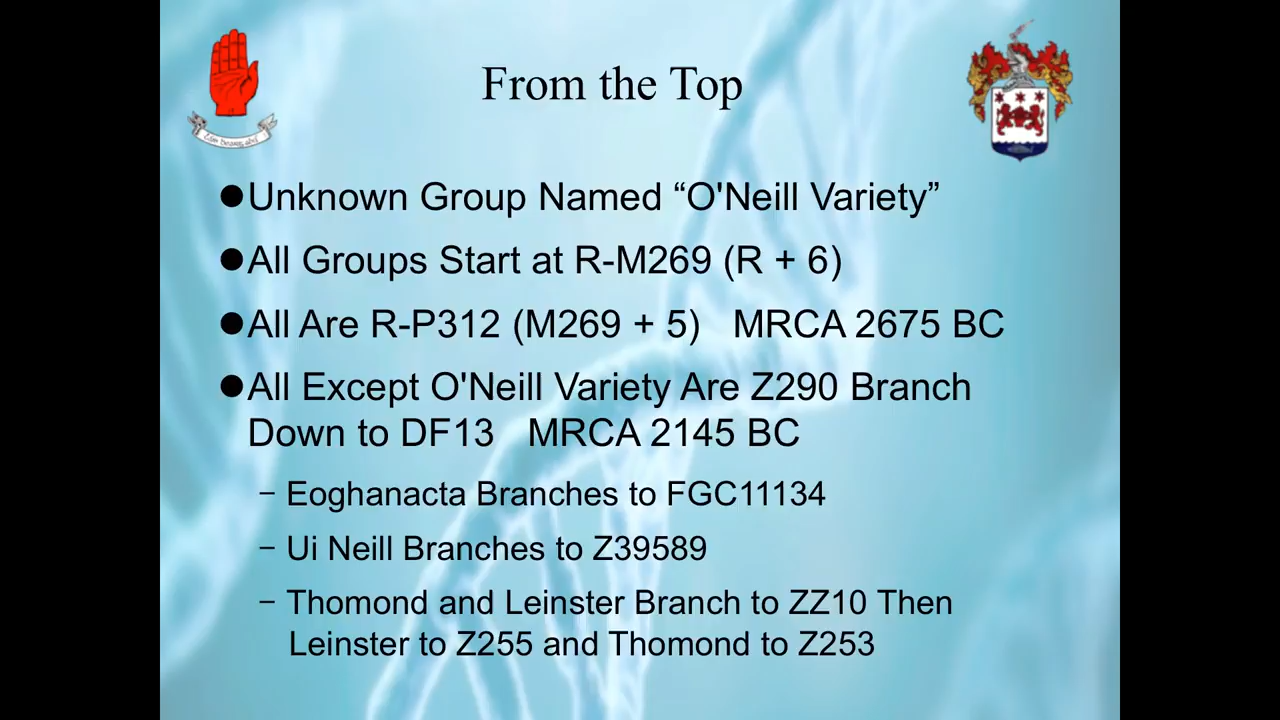 From the Top
●Unknown Group Named “O'Neill Variety”
●All Groups Start at R-M269 (R + 6)
●All Are R-P312 (M269 + 5) MRCA 2675 BC
●All Except O'Neill Variety Are Z290 Branch
Down to DF13 MRCA 2145 BC
– Eoghanacta Branches to FGC11134
– Ui Neill Branches to Z39589
– Thomond and Leinster Branch to ZZ10 Then
Leinster to Z255 and Thomond to Z253